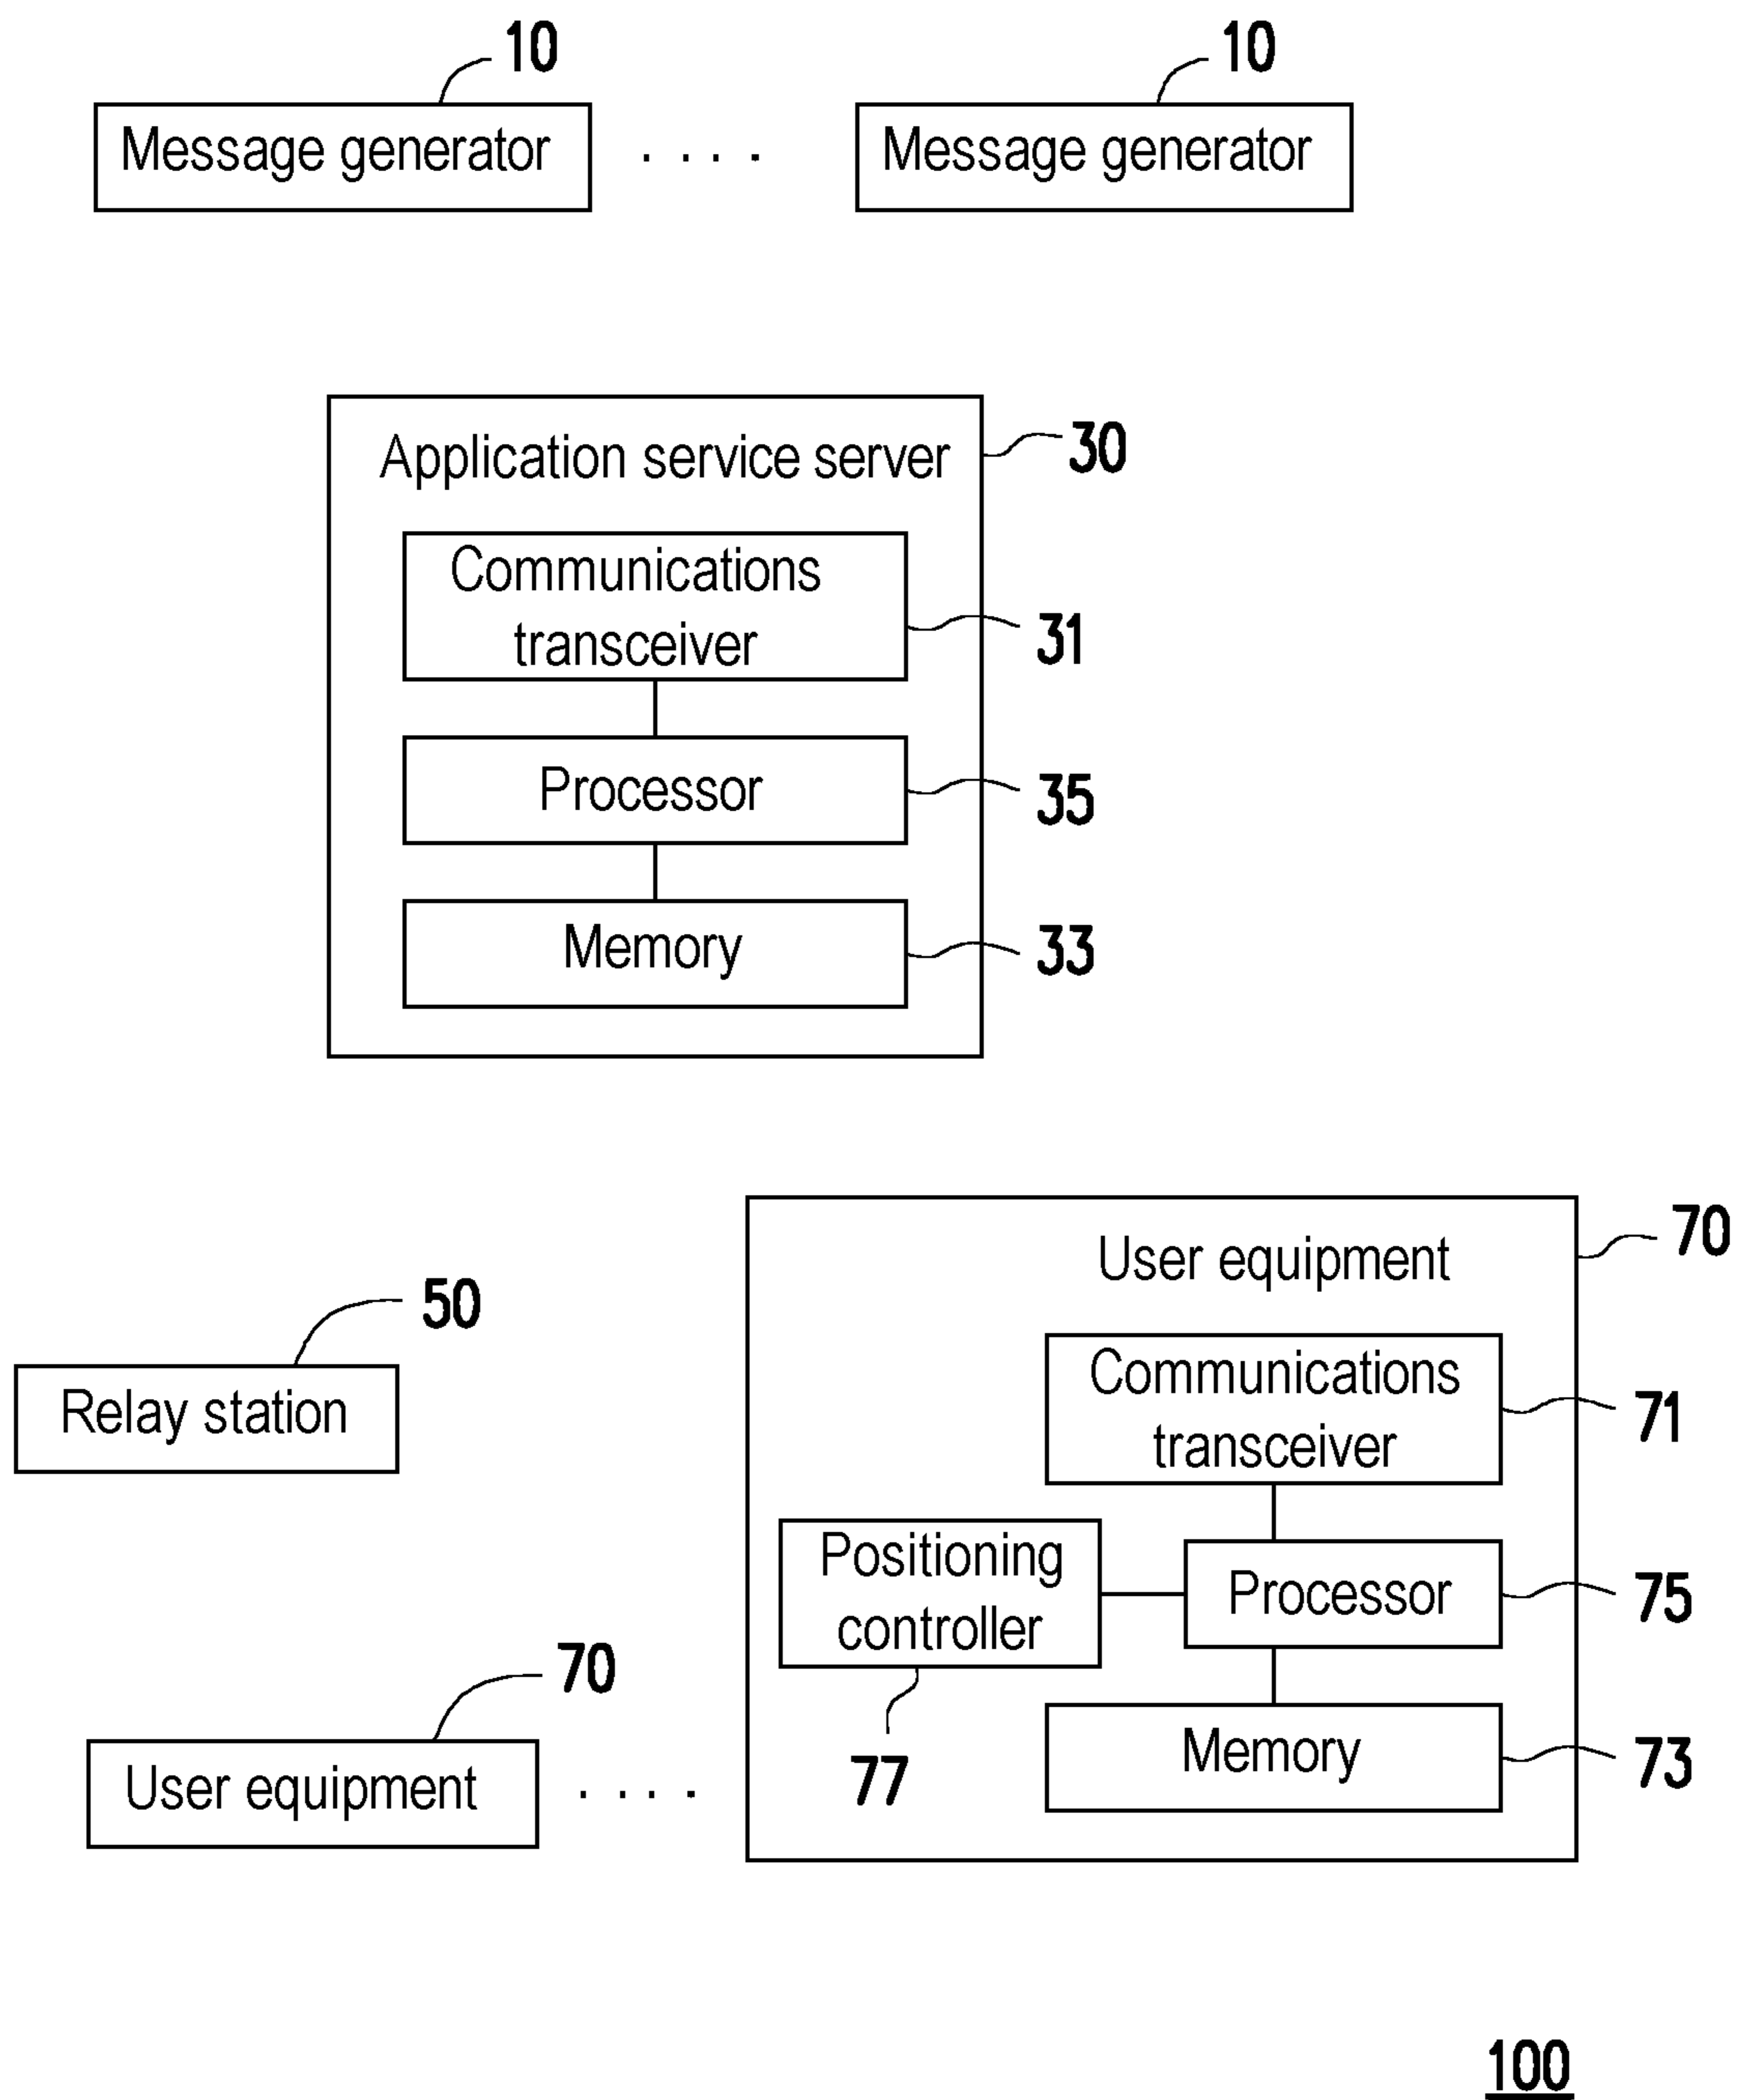 10
10
Message generator
. . . .
Message generator
Application service server
30
Communications
transceiver
31
Processor
35
Memory
33
User equipment
70
50
Relay station
Communications
transceiver
71
Positioning
controller
Processor
75
70
77
Memory
73
User equipment
. . . .
100